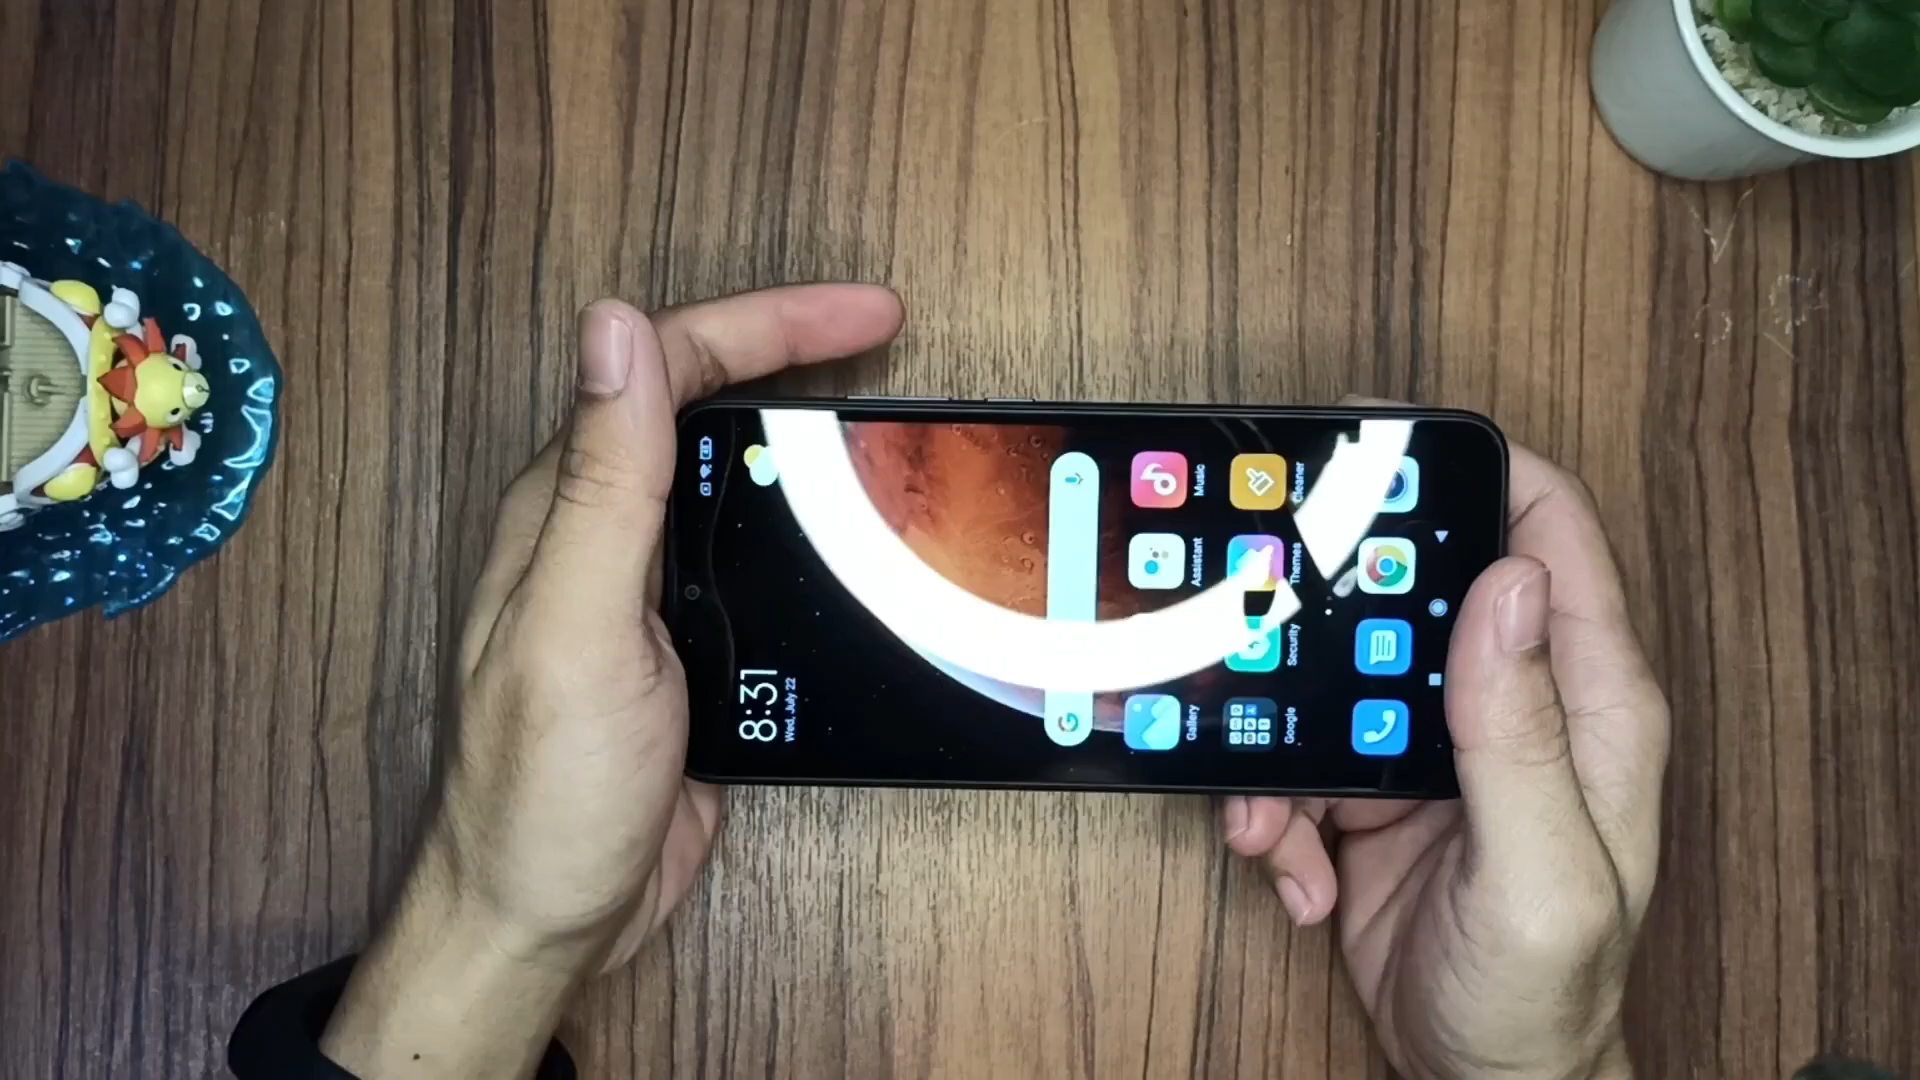 8:31
Wed, July 22
Assistant
Music
Gallery
Security
Themes
Cleaner
Google